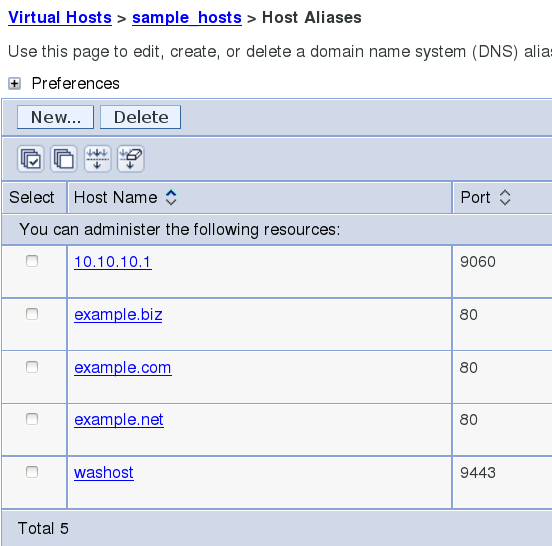 Virtual Hosts > sample_hosts > Host Aliases
Use this page to edit, create, or delete a domain name system (DNS)
Preferences
New... Delete
Select Host Name Port
You can administer the following resources:
10.10.10.1 9060
example.biz 80
example.com 80
example.net 80
washost 9443
Total 5